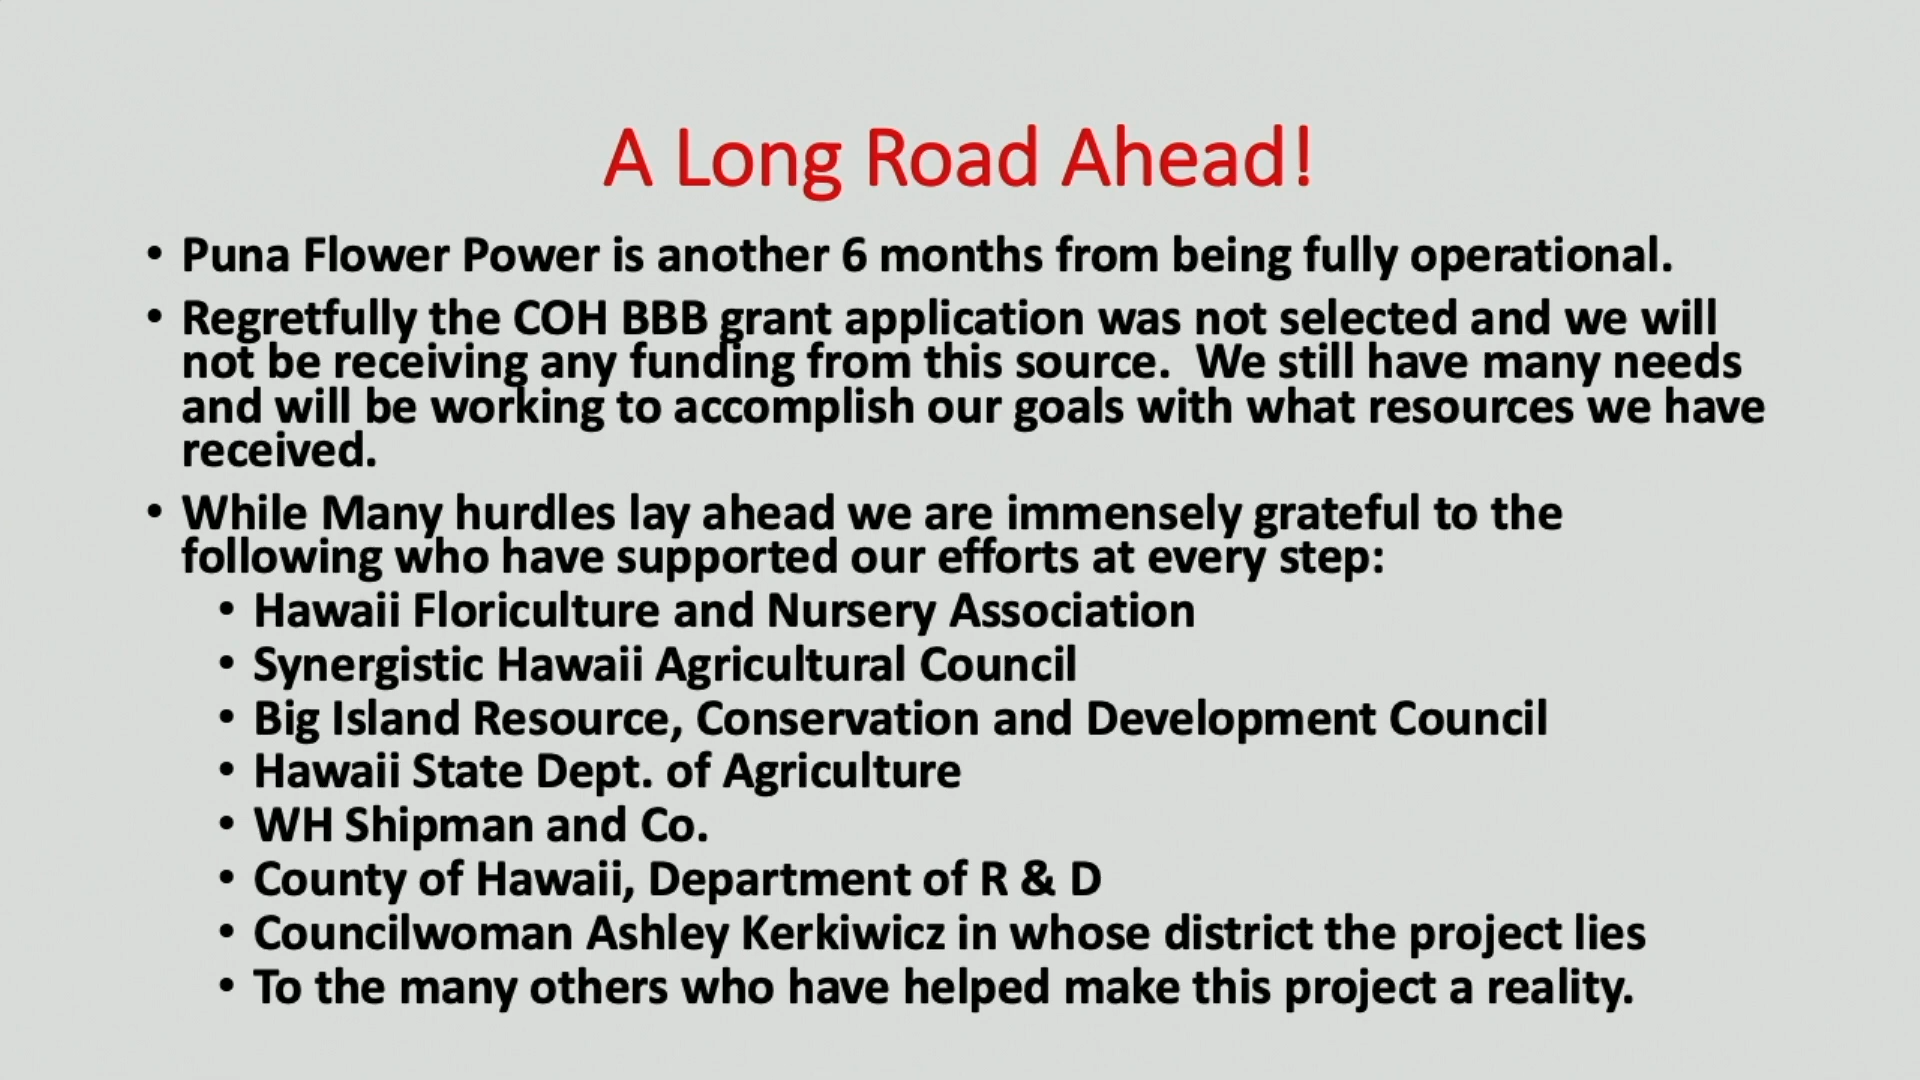 A Long Road Ahead!
• Puna Flower Power is another 6 months from being fully operational.
• Regretfully the COH BBB grant application was not selected and we will
not be receiving any funding from this source.  We still have many needs
and will be working to accomplish our goals with what resources we have
received.
• While Many hurdles lay ahead we are immensely grateful to the
following who have supported our efforts at every step:
• Hawaii Floriculture and Nursery Association
• Synergistic Hawaii Agricultural Council
• Big Island Resource, Conservation and Development Council
• Hawaii State Dept. of Agriculture
• WH Shipman and Co.
• County of Hawaii, Department of R & D
• Councilwoman Ashley Kerkiwicz in whose district the project lies
• To the many others who have helped make this project a reality.